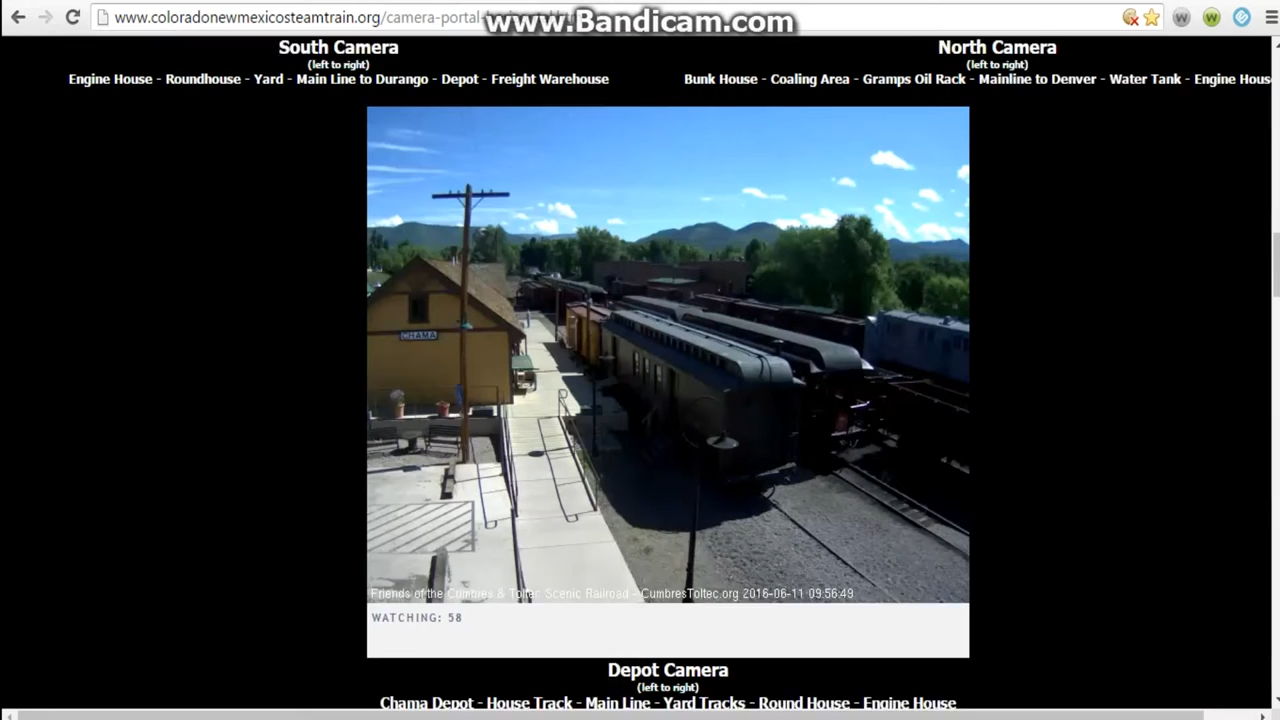 www.coloradonewmexicosteamtrain.org/camera-portal
www.Bandicam.com
South Camera
(left to right)
Engine House - Roundhouse - Yard - Main Line to Durango - Depot - Freight Warehouse
North Camera
(left to right)
Bunk House - Coaling Area - Gramps Oil Rack - Mainline to Denver - Water Tank - Engine Hous
CHAMA
Friends of the Cumbres & Toltec Scenic Railroad - CumbresToltec.org 2016-06-11 09:56:49
WATCHING: 58
Depot Camera
(left to right)
Chama Depot - House Track - Main Line - Yard Tracks - Round House - Engine House